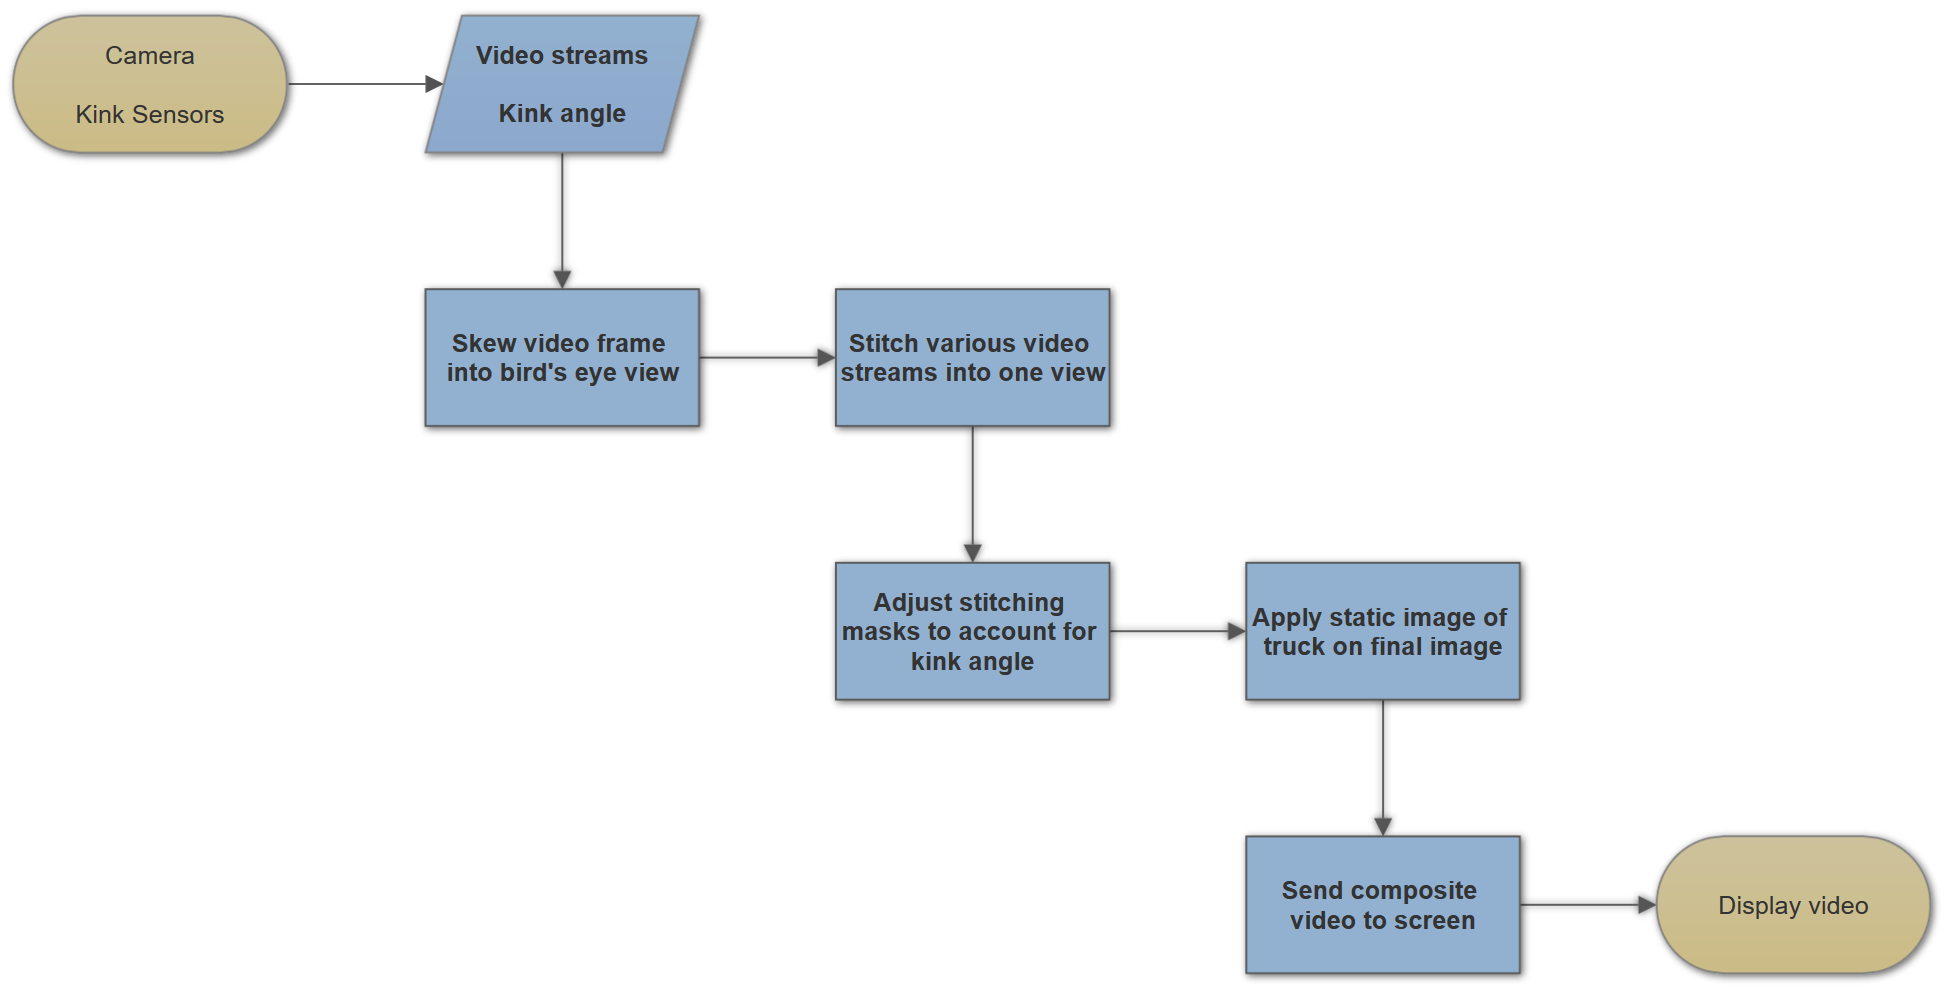 Camera
Kink Sensors
Video streams
Kink angle
Skew video frame
into bird's eye view
Stitch various video
streams into one view
Adjust stitching
masks to account for
kink angle
Apply static image of
truck on final image
Send composite
video to screen
Display video